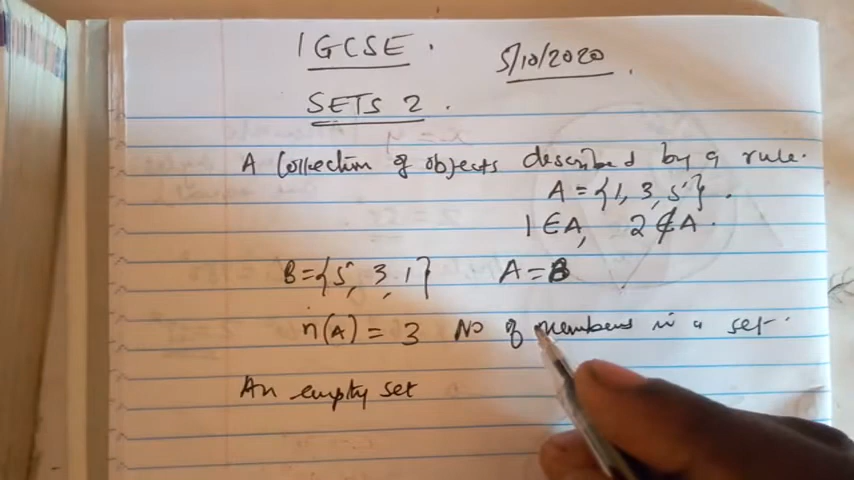 IGCSE.
5/10/2020.
SETS 2.
A Collection of objects described by a rule.
A = {1, 3, 5}.
1 ∈ A, 2 ∉ A.
B = {5, 3, 1} A = B
n(A) = 3 No of members in a set.
An empty set